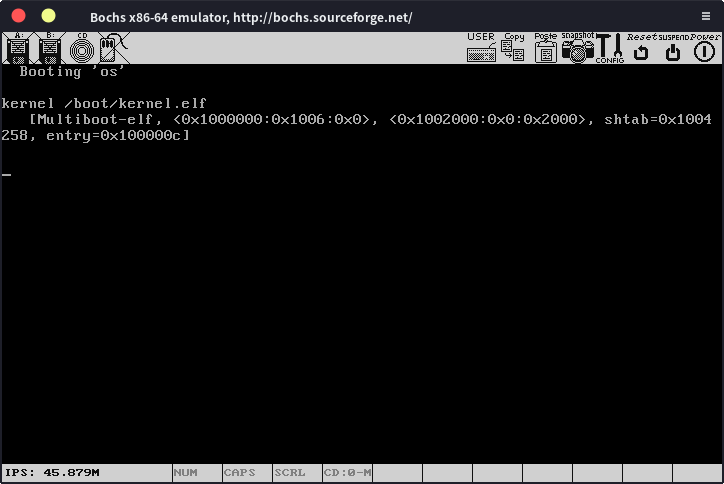 Bochs x86-64 emulator, http://bochs.sourceforge.net/
A: B: CD USER Copy Paste snapshot CONFIG Reset SUSPEND Power
Booting 'os'
kernel /boot/kernel.elf
[Multiboot-elf, <0x1000000:0x1006:0x0>, <0x1002000:0x0:0x2000>, shtab=0x1004
258, entry=0x100000c]
_
IPS: 45.879M NUM CAPS SCRL CD:0-M